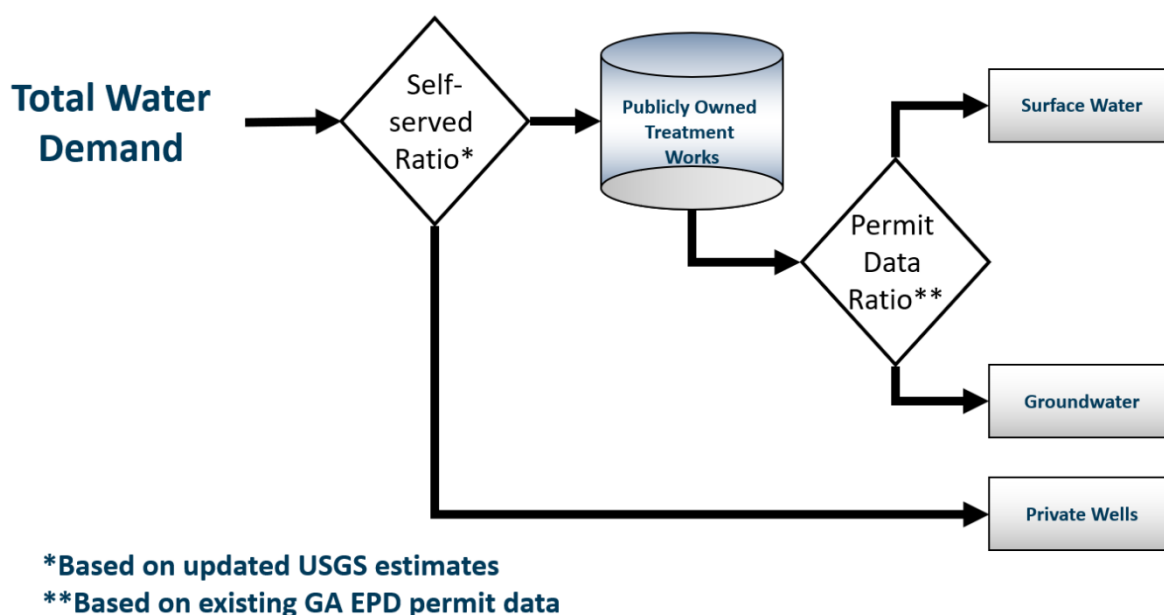 Total Water
Demand
Self-
served
Ratio*
Publicly Owned
Treatment
Works
Permit
Data
Ratio**
Surface Water
Groundwater
Private Wells
*Based on updated USGS estimates
**Based on existing GA EPD permit data